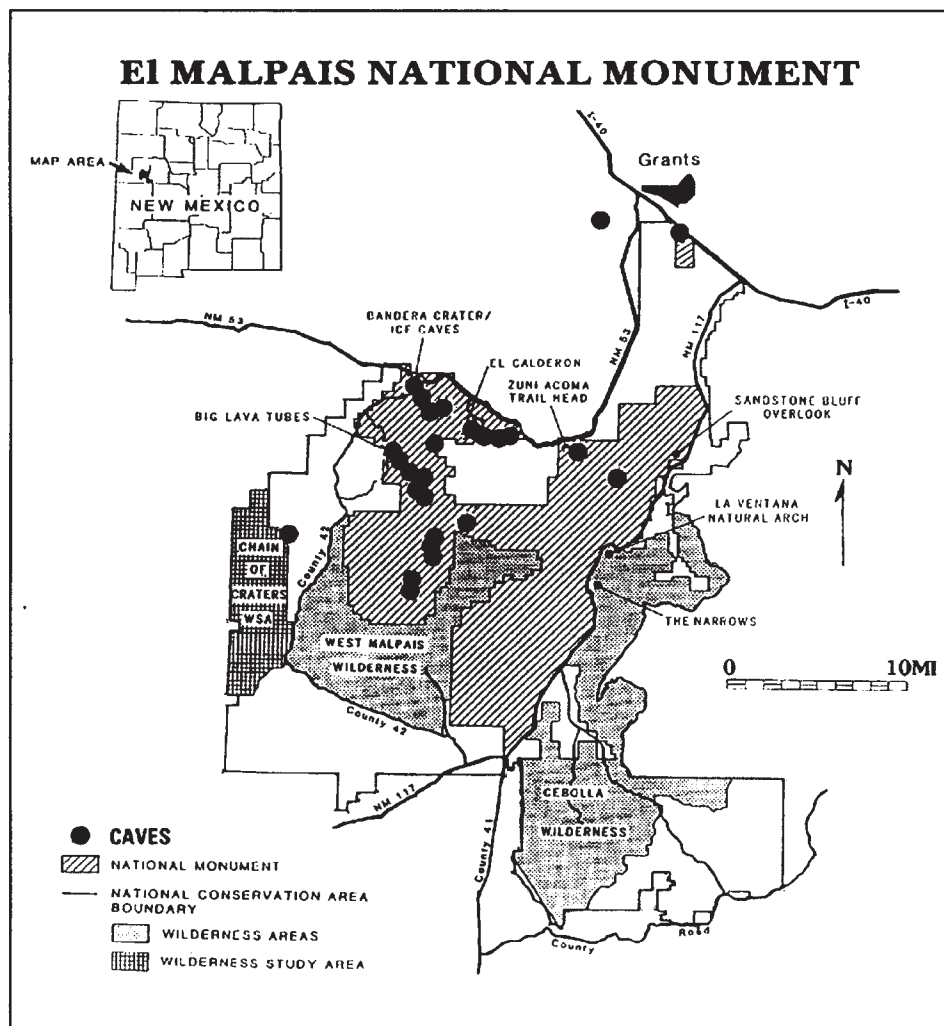 El MALPAIS NATIONAL MONUMENT
MAP AREA
NEW MEXICO
I-40
Grants
I-40
NM 53
BANDERA CRATER/
ICE CAVES
EL CALDERON
ZUNI ACOMA
TRAIL HEAD
NM 53
NM 117
SANDSTONE BLUFF
OVERLOOK
BIG LAVA TUBES
N
LA VENTANA
NATURAL ARCH
CHAIN
OF
CRATERS
WSA
County 42
THE NARROWS
WEST MALPAIS
WILDERNESS
0 10MI
County 42
NM 117
CEBOLLA
WILDERNESS
County 41
CAVES
NATIONAL MONUMENT
NATIONAL CONSERVATION AREA
BOUNDARY
WILDERNESS AREAS
WILDERNESS STUDY AREA
County Road